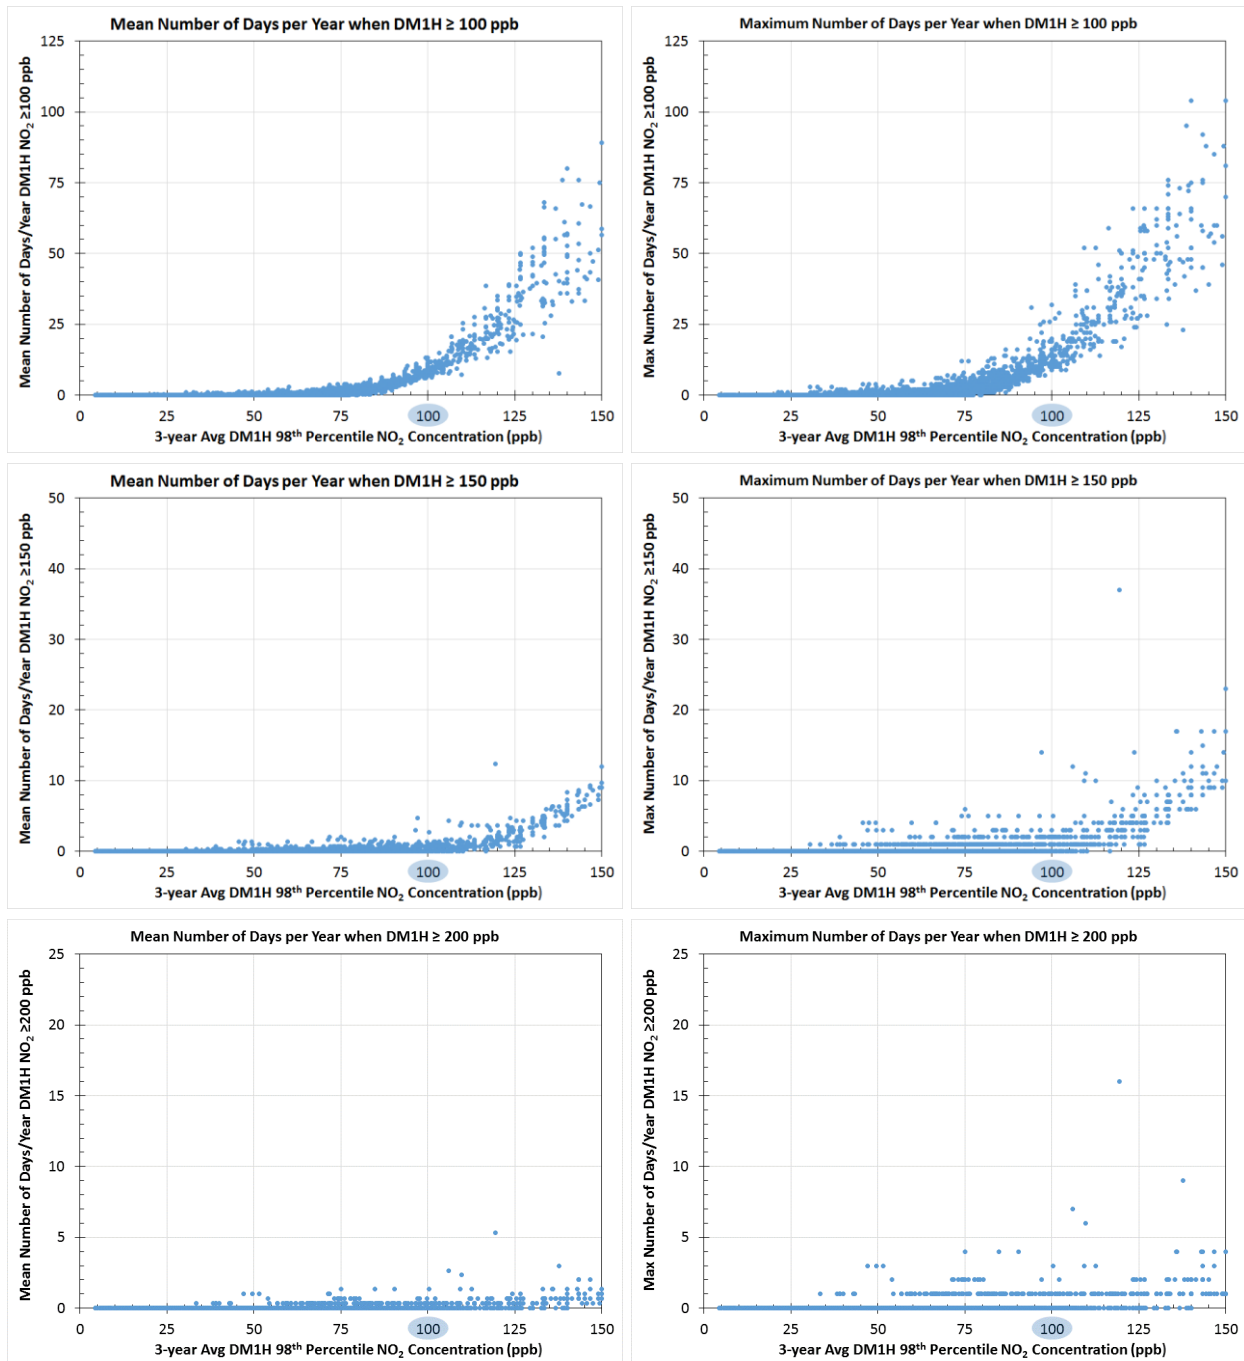 Mean Number of Days per Year when DM1H ≥ 100 ppb
Mean Number of Days/Year DM1H NO₂ ≥100 ppb
125
100
75
50
25
0
0 25 50 75 100 125 150
3-year Avg DM1H 98ᵗʰ Percentile NO₂ Concentration (ppb)
Maximum Number of Days per Year when DM1H ≥ 100 ppb
Max Number of Days/Year DM1H NO₂ ≥100 ppb
125
100
75
50
25
0
0 25 50 75 100 125 150
3-year Avg DM1H 98ᵗʰ Percentile NO₂ Concentration (ppb)
Mean Number of Days per Year when DM1H ≥ 150 ppb
Mean Number of Days/Year DM1H NO₂ ≥150 ppb
50
40
30
20
10
0
0 25 50 75 100 125 150
3-year Avg DM1H 98ᵗʰ Percentile NO₂ Concentration (ppb)
Maximum Number of Days per Year when DM1H ≥ 150 ppb
Max Number of Days/Year DM1H NO₂ ≥150 ppb
50
40
30
20
10
0
0 25 50 75 100 125 150
3-year Avg DM1H 98ᵗʰ Percentile NO₂ Concentration (ppb)
Mean Number of Days per Year when DM1H ≥ 200 ppb
Mean Number of Days/Year DM1H NO₂ ≥200 ppb
25
20
15
10
5
0
0 25 50 75 100 125 150
3-year Avg DM1H 98ᵗʰ Percentile NO₂ Concentration (ppb)
Maximum Number of Days per Year when DM1H ≥ 200 ppb
Max Number of Days/Year DM1H NO₂ ≥200 ppb
25
20
15
10
5
0
0 25 50 75 100 125 150
3-year Avg DM1H 98ᵗʰ Percentile NO₂ Concentration (ppb)